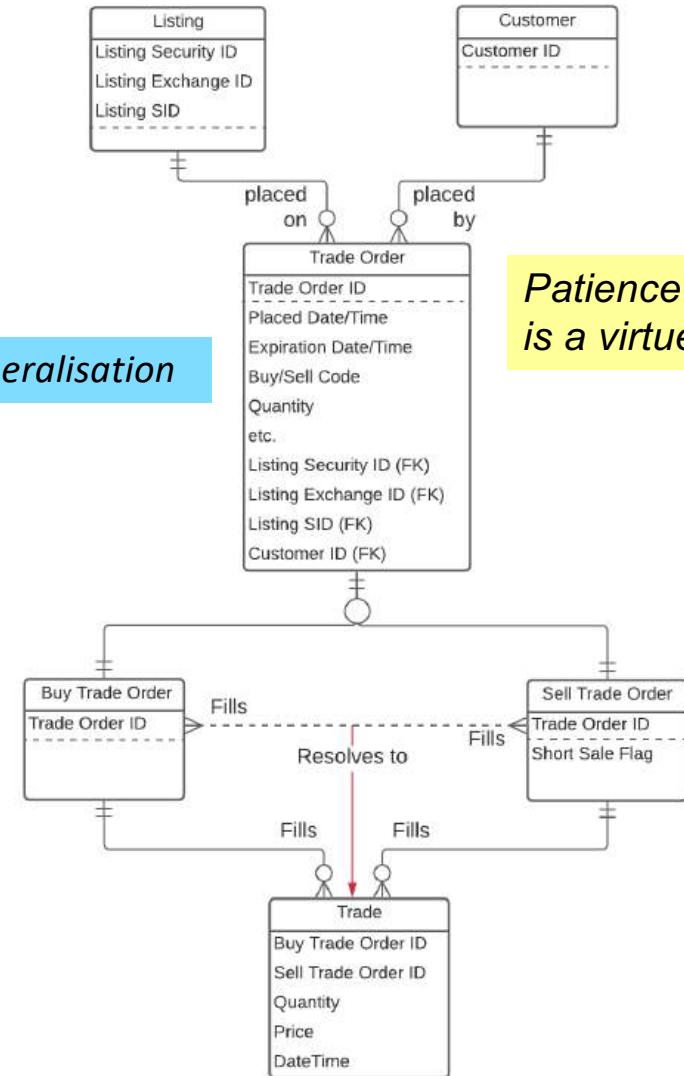 Listing
Listing Security ID
Listing Exchange ID
Listing SID
Customer
Customer ID
placed
on
placed
by
Trade Order
Trade Order ID
Placed Date/Time
Expiration Date/Time
Buy/Sell Code
Quantity
etc.
Listing Security ID (FK)
Listing Exchange ID (FK)
Listing SID (FK)
Customer ID (FK)
eralisation
Patience
is a virtue
Buy Trade Order
Trade Order ID
Fills
Fills
Resolves to
Sell Trade Order
Trade Order ID
Short Sale Flag
Fills
Fills
Trade
Buy Trade Order ID
Sell Trade Order ID
Quantity
Price
DateTime